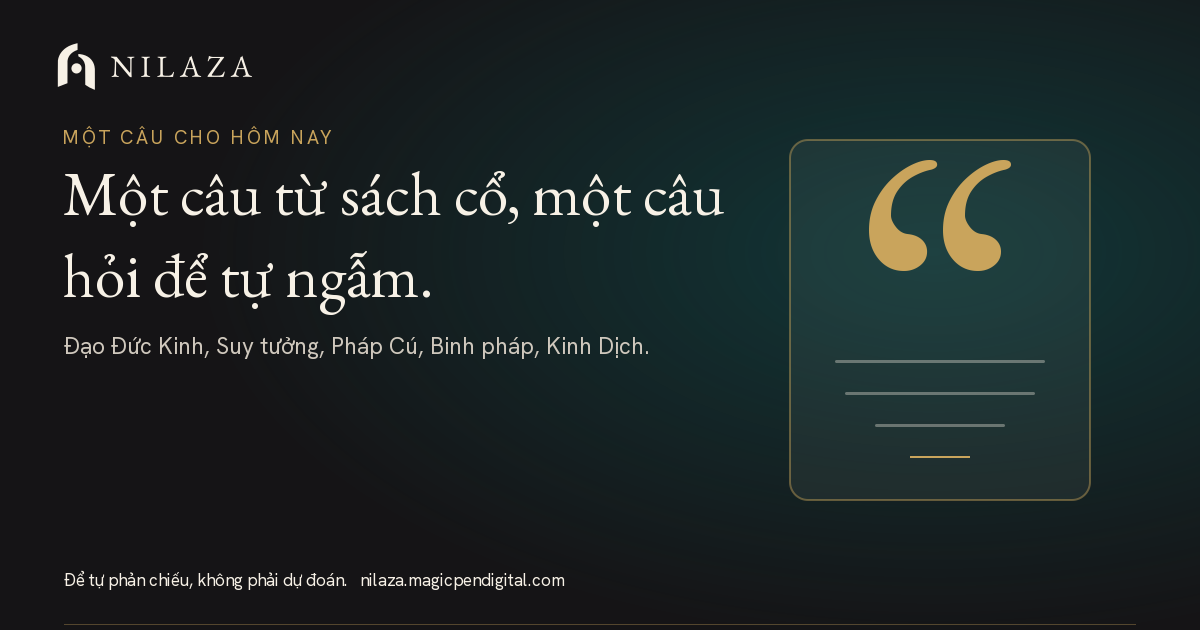 NILAZA
MỘT CÂU CHO HÔM NAY
Một câu từ sách cổ, một câu
hỏi để tự ngẫm.
Đạo Đức Kinh, Suy tưởng, Pháp Cú, Binh pháp, Kinh Dịch.
“
Để tự phản chiếu, không phải dự đoán. nilaza.magicpendigital.com